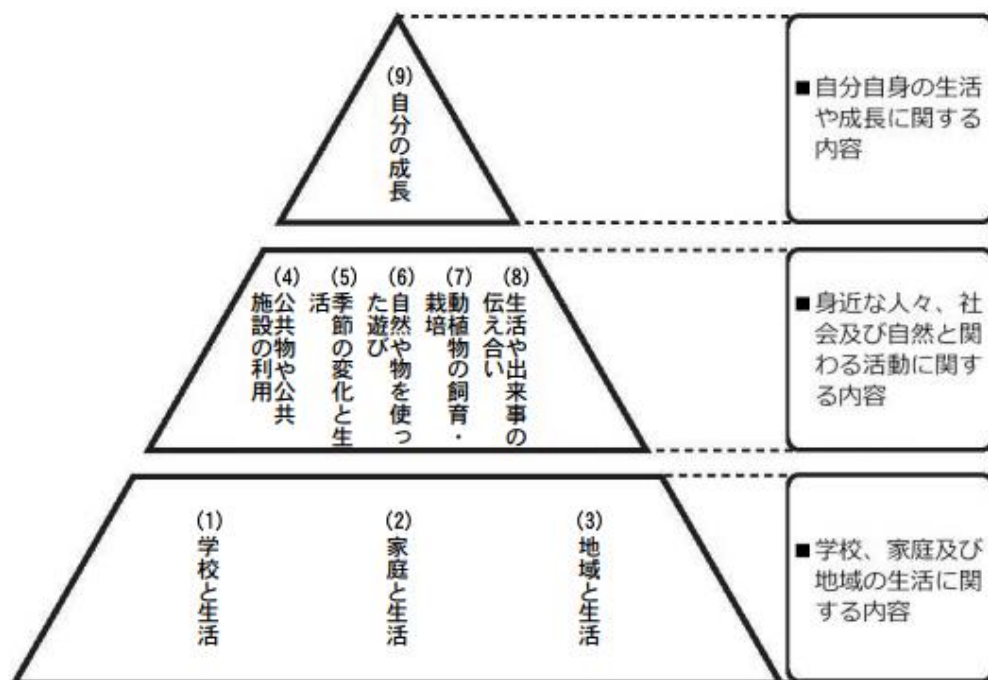 (9)
自分の成長
■自分自身の生活
や成長に関する
内容
(4)
公共物や公共
施設の利用
(5)
季節の変化と生
活
(6)
自然や物を使っ
た遊び
(7)
動植物の飼育・
栽培
(8)
生活や出来事の
伝え合い
■身近な人々、社
会及び自然と関
わる活動に関す
る内容
(1)
学校と生活
(2)
家庭と生活
(3)
地域と生活
■学校、家庭及び
地域の生活に関
する内容